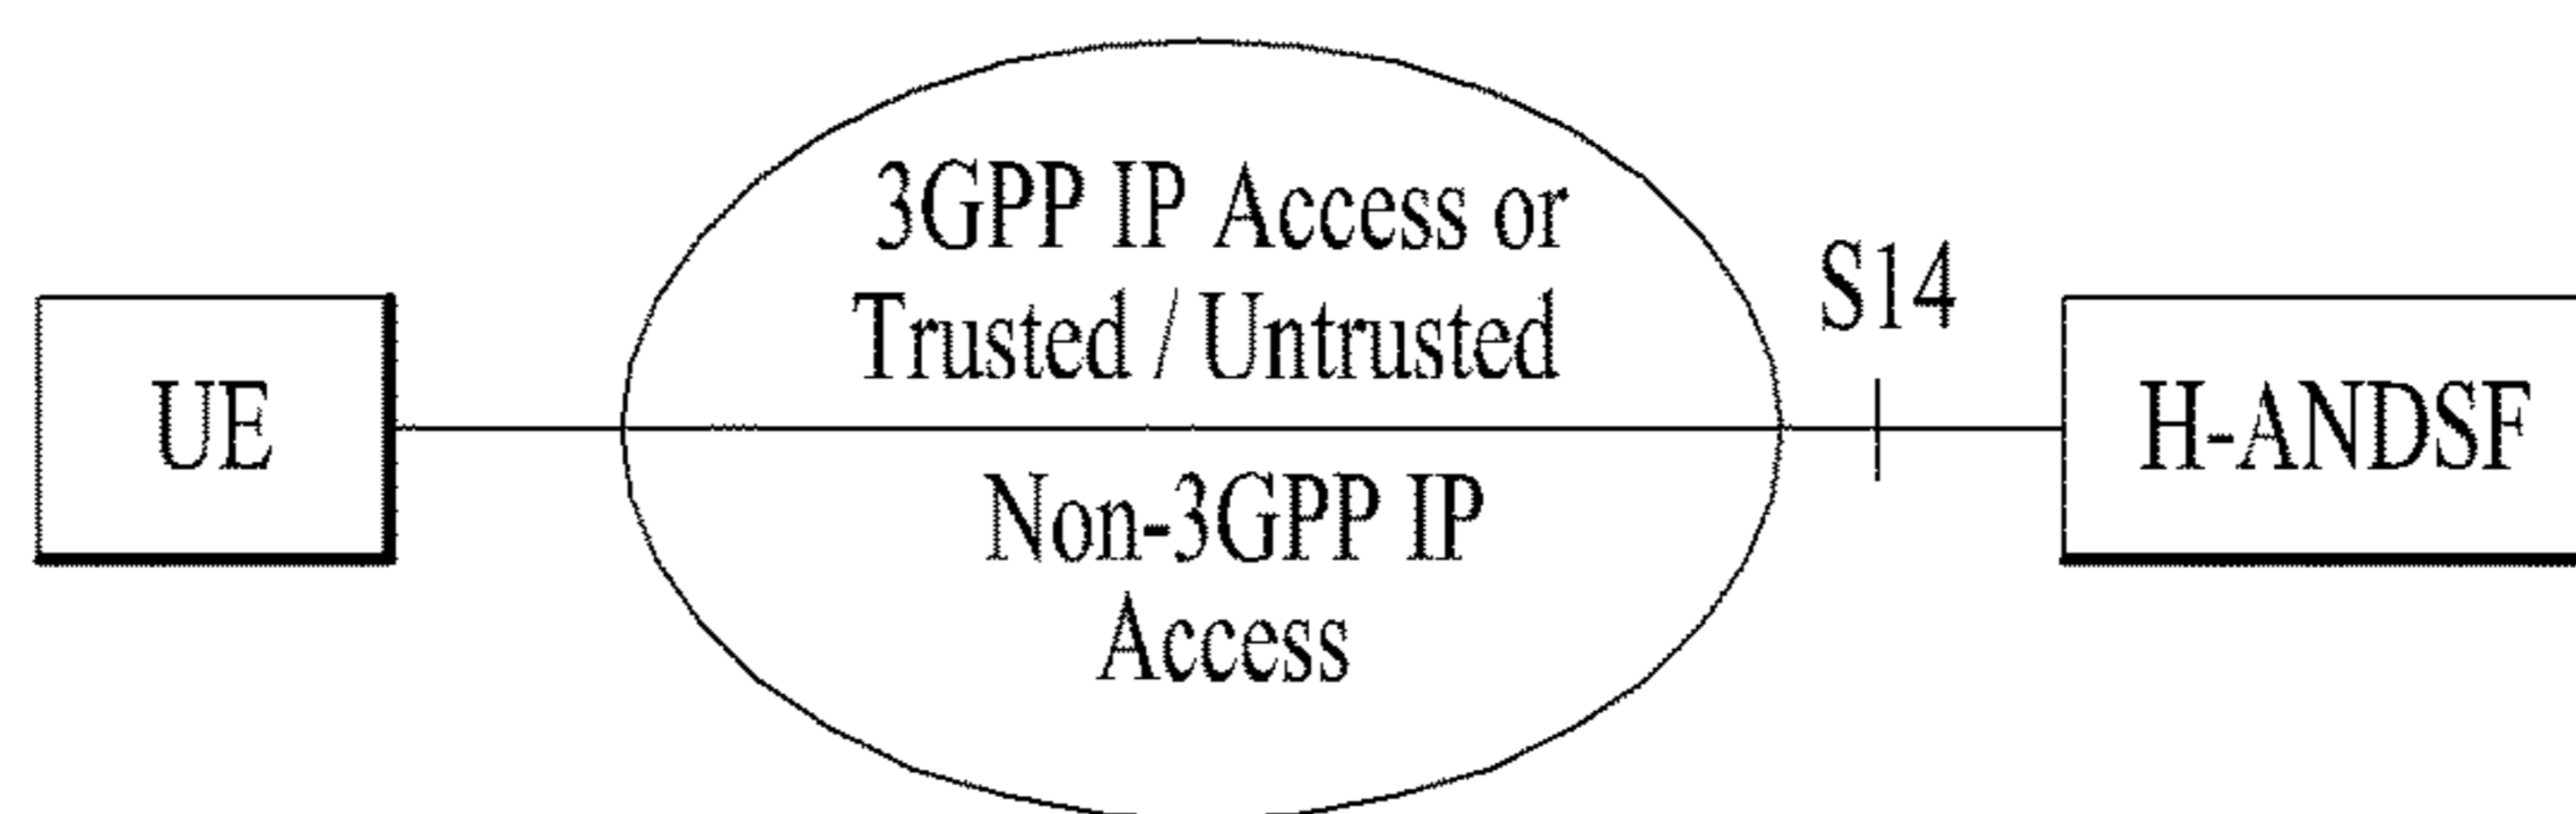 3GPP IP Access or
Trusted / Untrusted
S14
UE
H-ANDSF
Non-3GPP IP
Access